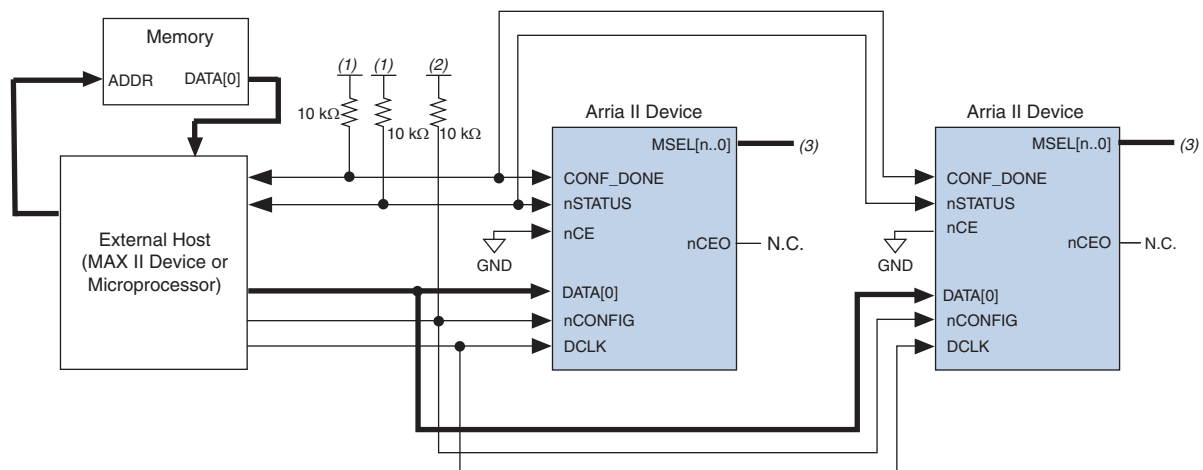 Memory
ADDR
DATA[0]
(1) (1) (2)
10 kΩ
10 kΩ
10 kΩ
External Host
(MAX II Device or
Microprocessor)
Arria II Device
MSEL[n..0]
(3)
CONF_DONE
nSTATUS
nCE
GND
nCEO
N.C.
DATA[0]
nCONFIG
DCLK
Arria II Device
MSEL[n..0]
(3)
CONF_DONE
nSTATUS
nCE
GND
nCEO
N.C.
DATA[0]
nCONFIG
DCLK